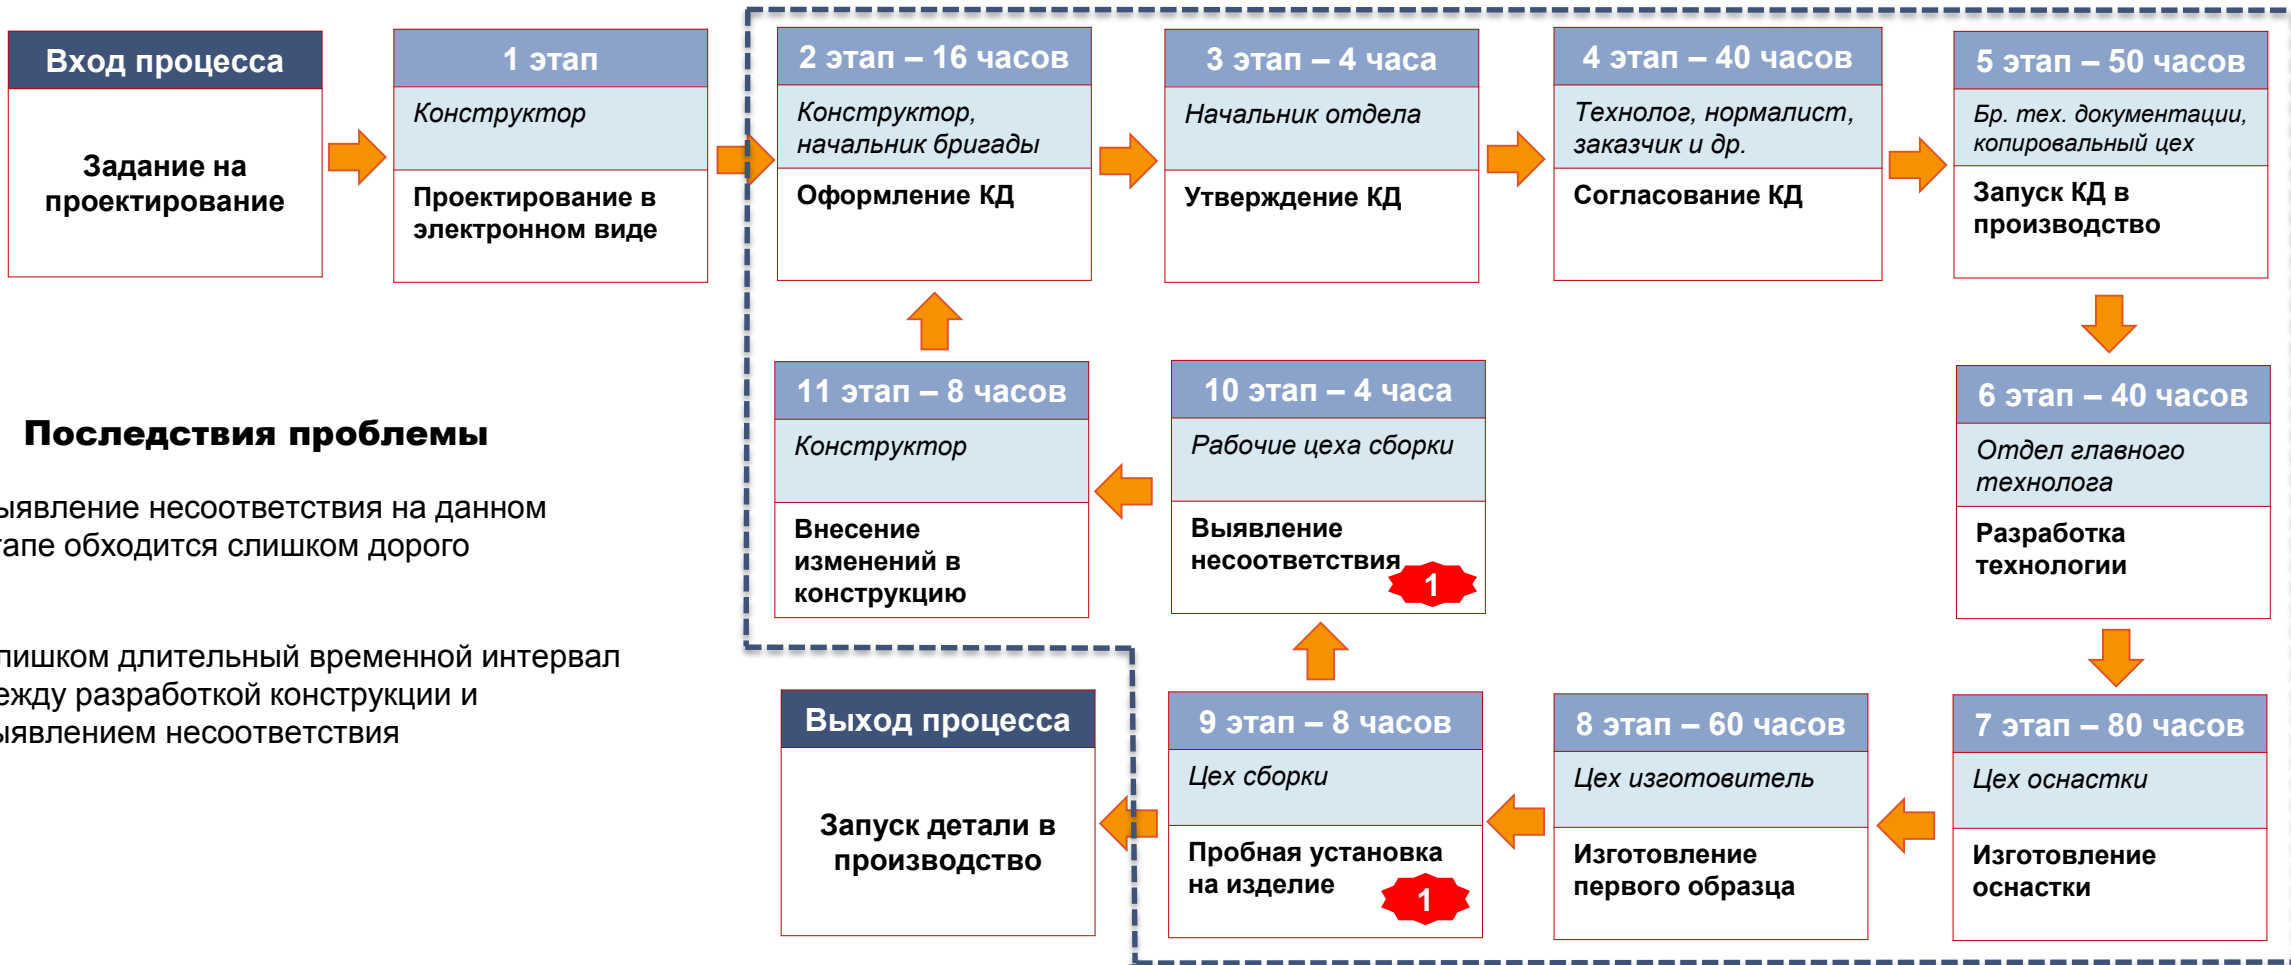 Вход процесса
Задание на
проектирование
1 этап
Конструктор
Проектирование в
электронном виде
2 этап – 16 часов
Конструктор,
начальник бригады
Оформление КД
3 этап – 4 часа
Начальник отдела
Утверждение КД
4 этап – 40 часов
Технолог, нормалист,
заказчик и др.
Согласование КД
5 этап – 50 часов
Бр. тех. документации,
копировальный цех
Запуск КД в
производство
6 этап – 40 часов
Отдел главного
технолога
Разработка
технологии
7 этап – 80 часов
Цех оснастки
Изготовление
оснастки
8 этап – 60 часов
Цех изготовитель
Изготовление
первого образца
9 этап – 8 часов
Цех сборки
Пробная установка
на изделие
1
10 этап – 4 часа
Рабочие цеха сборки
Выявление
несоответствия
1
11 этап – 8 часов
Конструктор
Внесение
изменений в
конструкцию
Выход процесса
Запуск детали в
производство
Последствия проблемы
ыявление несоответствия на данном
тапе обходится слишком дорого
лишком длительный временной интервал
ежду разработкой конструкции и
ыявлением несоответствия